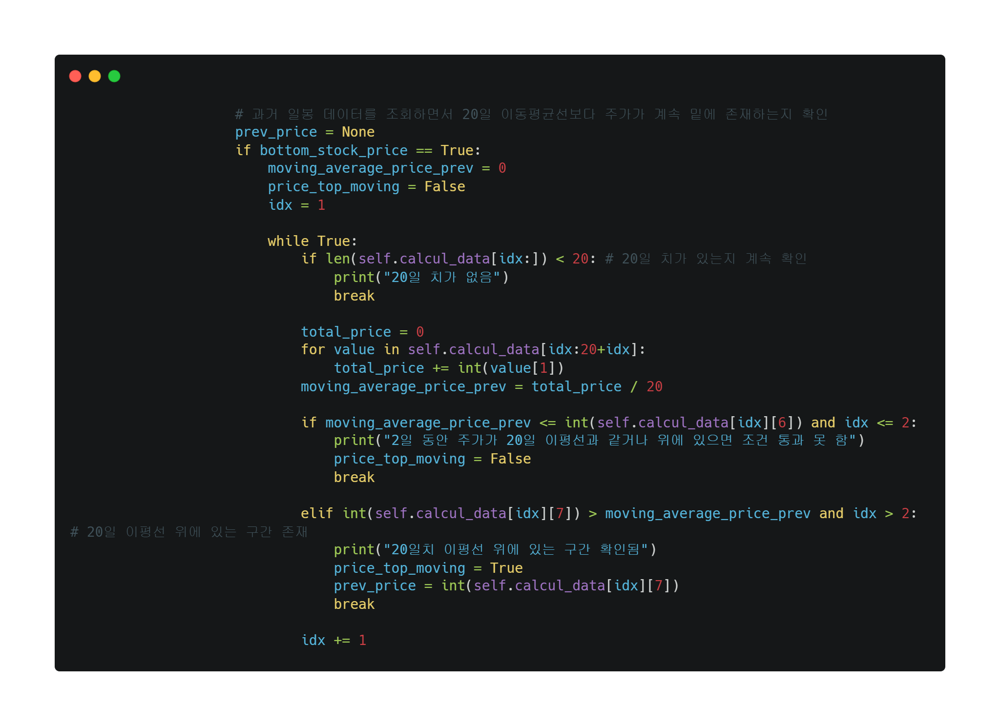 # 과거 일봉 데이터를 조회하면서 20일 이동평균선보다 주가가 계속 밑에 존재하는지 확인
prev_price = None
if bottom_stock_price == True:
    moving_average_price_prev = 0
    price_top_moving = False
    idx = 1

    while True:
        if len(self.calcul_data[idx:]) < 20: # 20일 치가 있는지 계속 확인
            print("20일 치가 없음")
            break

        total_price = 0
        for value in self.calcul_data[idx:20+idx]:
            total_price += int(value[1])
        moving_average_price_prev = total_price / 20

        if moving_average_price_prev <= int(self.calcul_data[idx][6]) and idx <= 2:
            print("2일 동안 주가가 20일 이평선과 같거나 위에 있으면 조건 통과 못 함")
            price_top_moving = False
            break

        elif int(self.calcul_data[idx][7]) > moving_average_price_prev and idx > 2:
# 20일 이평선 위에 있는 구간 존재
            print("20일치 이평선 위에 있는 구간 확인됨")
            price_top_moving = True
            prev_price = int(self.calcul_data[idx][7])
            break

        idx += 1